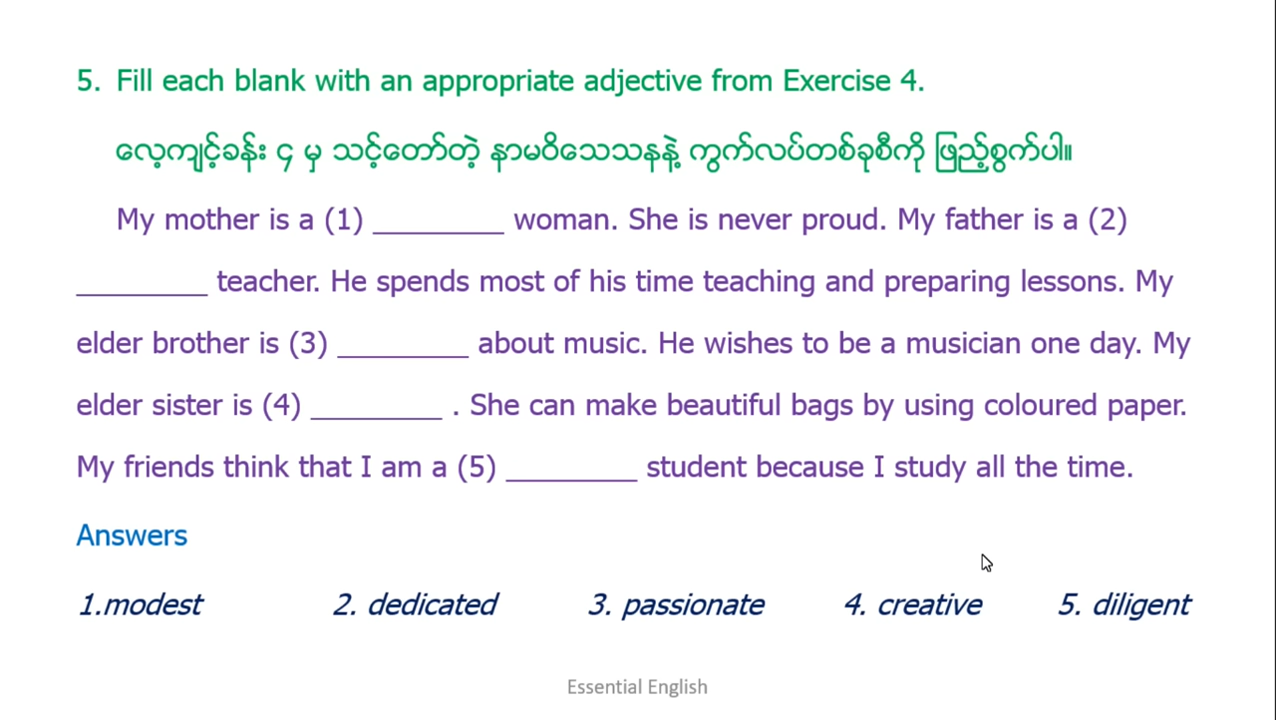 5. Fill each blank with an appropriate adjective from Exercise 4.
လေ့ကျင့်ခန်း ၄ မှ သင့်တော်တဲ့ နာမဝိသေသနနဲ့ ကွက်လပ်တစ်ခုစီကို ဖြည့်စွက်ပါ။
My mother is a (1) _________ woman. She is never proud. My father is a (2)
_________ teacher. He spends most of his time teaching and preparing lessons. My
elder brother is (3) _________ about music. He wishes to be a musician one day. My
elder sister is (4) _________ . She can make beautiful bags by using coloured paper.
My friends think that I am a (5) _________ student because I study all the time.
Answers
1.modest 2. dedicated 3. passionate 4. creative 5. diligent
Essential English